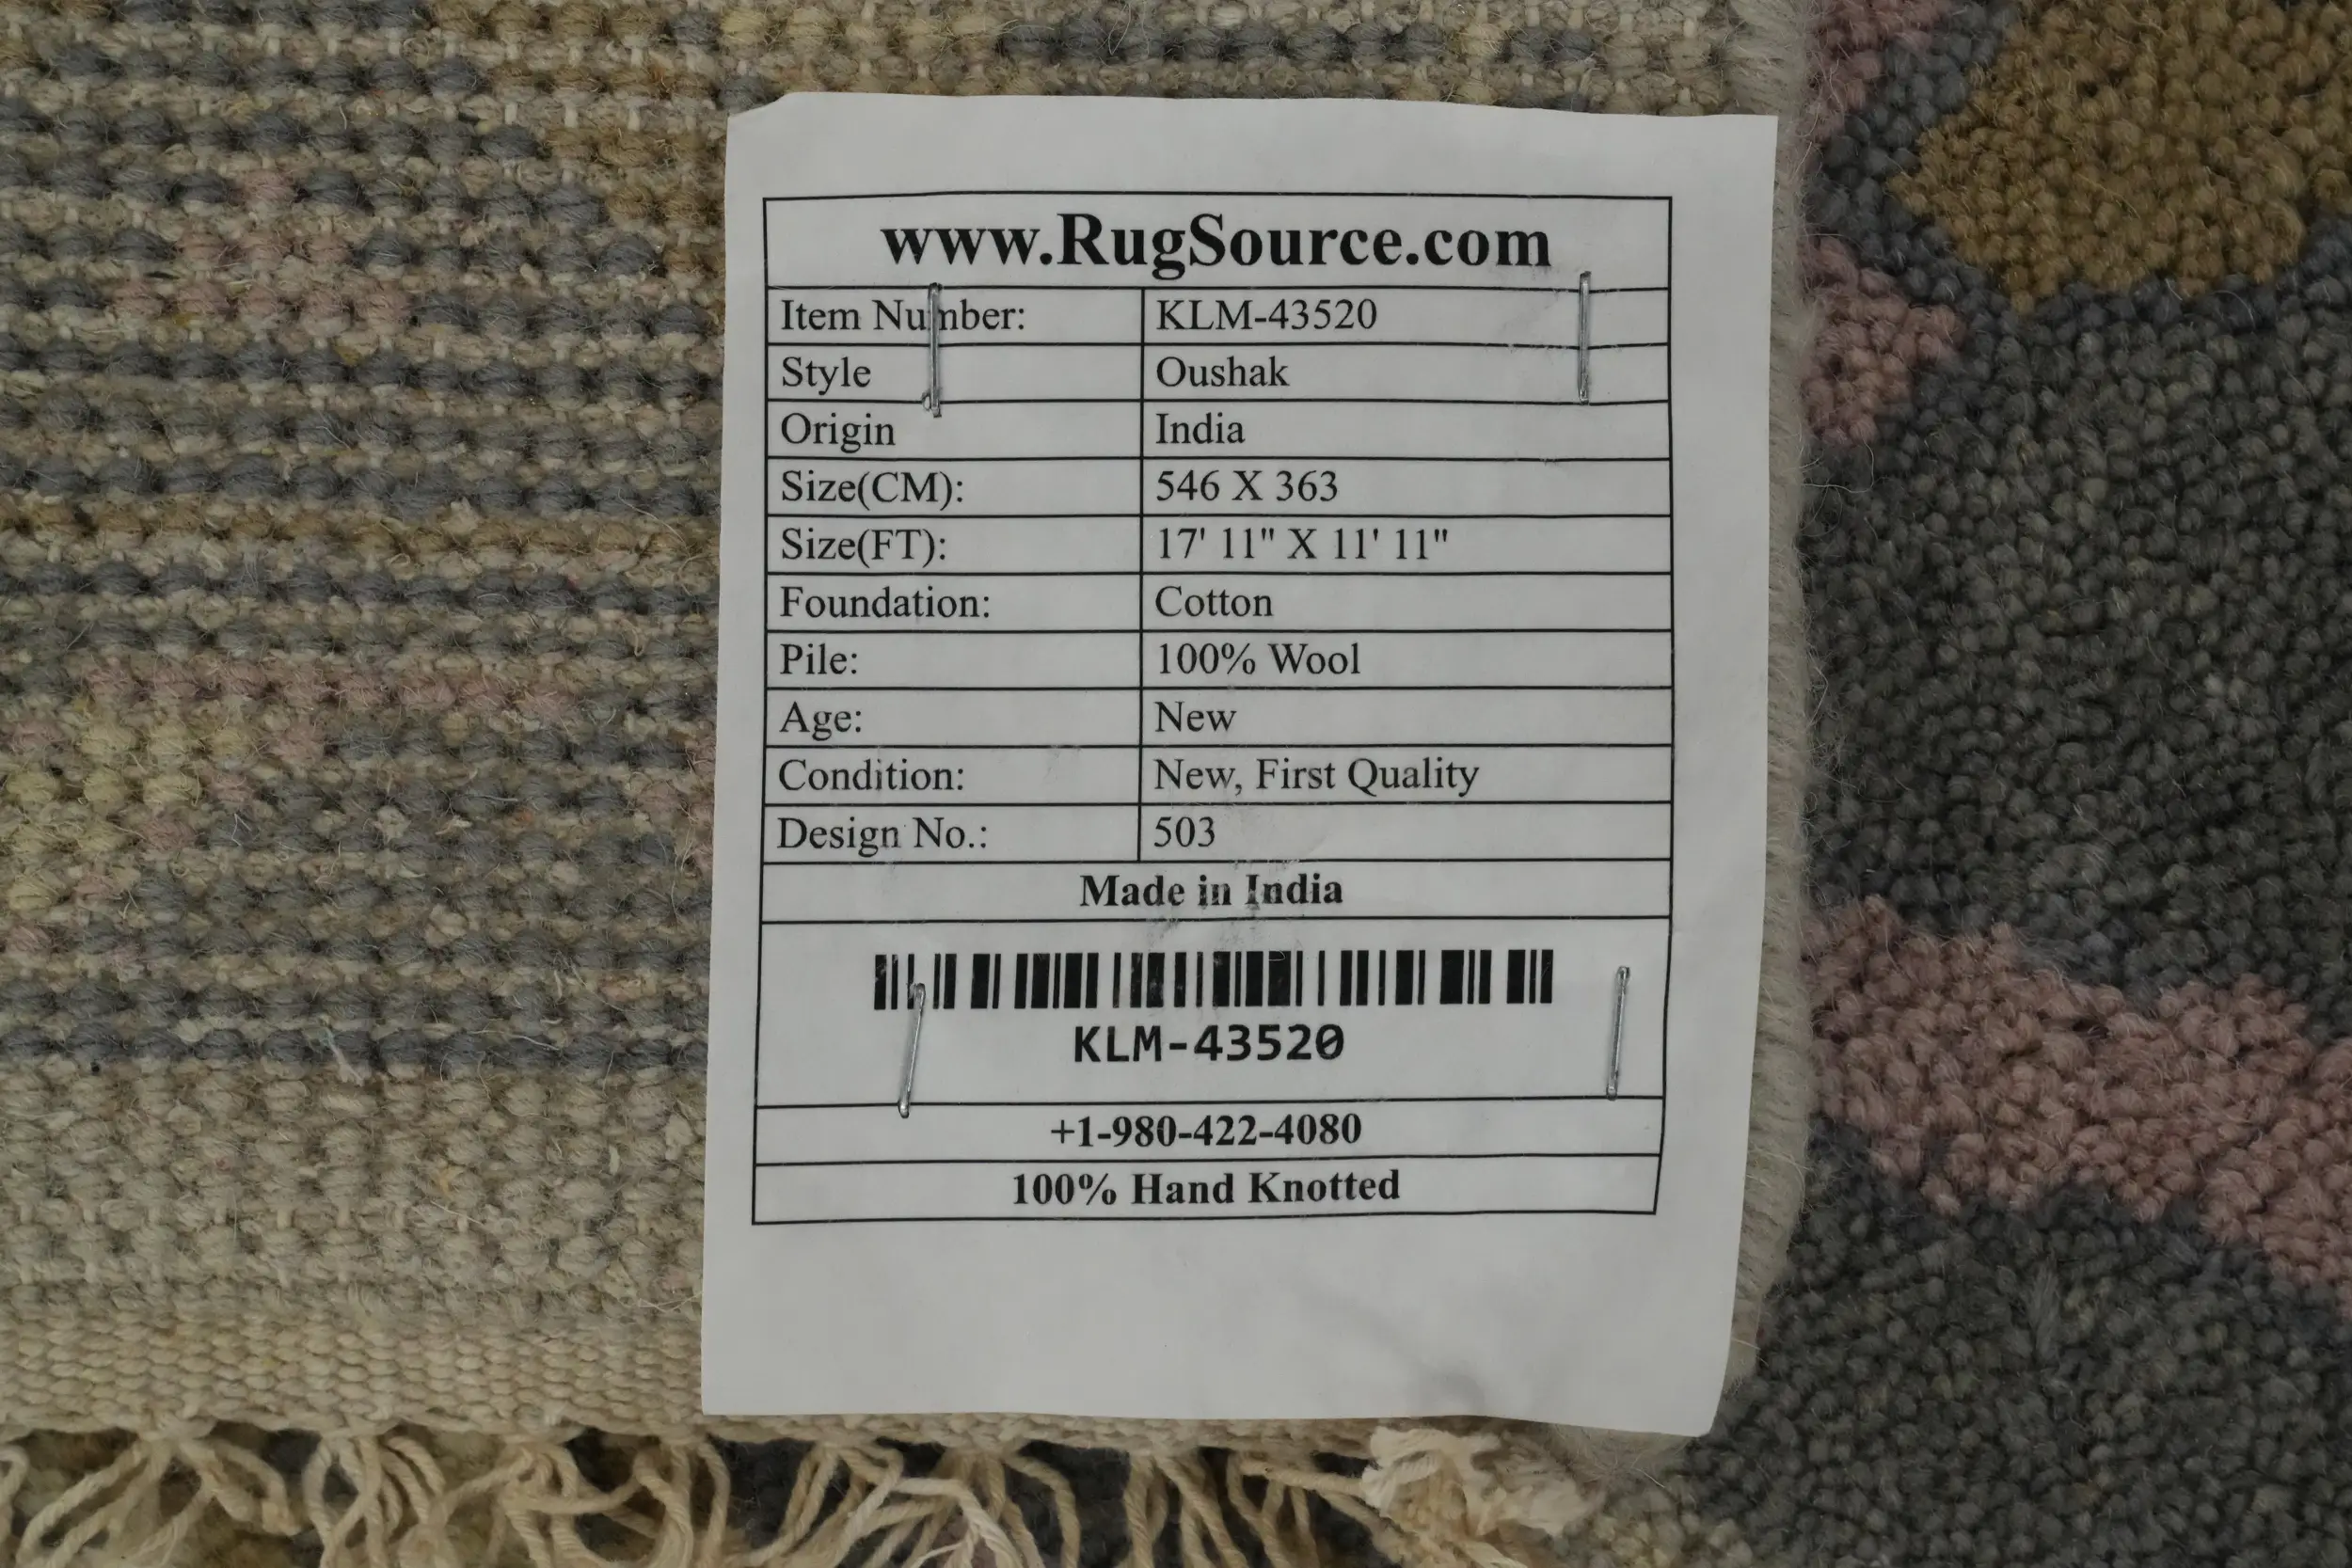 www.RugSource.com
Item Number: KLM-43520
Style Oushak
Origin India
Size(CM): 546 X 363
Size(FT): 17' 11" X 11' 11"
Foundation: Cotton
Pile: 100% Wool
Age: New
Condition: New, First Quality
Design No.: 503
Made in India
KLM-43520
+1-980-422-4080
100% Hand Knotted